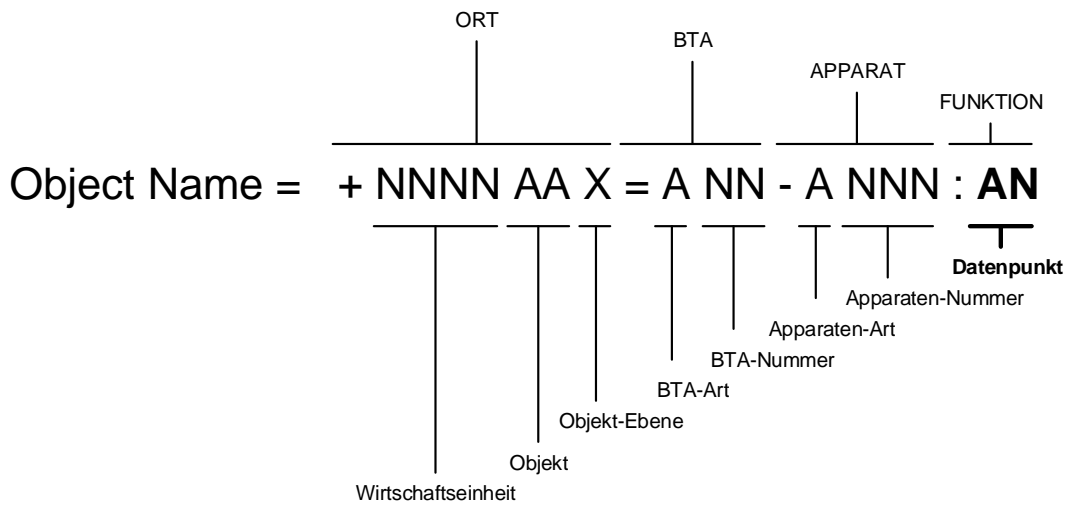 ORT
BTA
APPARAT
FUNKTION
Object Name = + NNNN AA X = A NN - A NNN : AN
Datenpunkt
Apparaten-Nummer
Apparaten-Art
BTA-Nummer
BTA-Art
Objekt-Ebene
Objekt
Wirtschaftseinheit